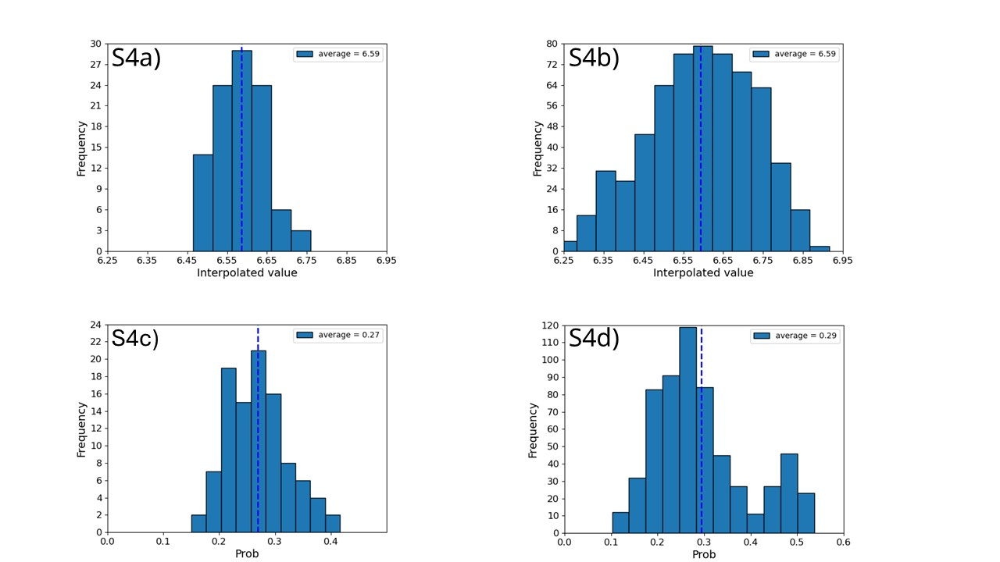 S4a)
average = 6.59
30
27
24
21
18
15
12
9
6
3
0
Frequency
6.25 6.35 6.45 6.55 6.65 6.75 6.85 6.95
Interpolated value
S4b)
average = 6.59
80
72
64
56
48
40
32
24
16
8
0
Frequency
6.25 6.35 6.45 6.55 6.65 6.75 6.85 6.95
Interpolated value
S4c)
average = 0.27
24
22
20
18
16
14
12
10
8
6
4
2
0
Frequency
0.0 0.1 0.2 0.3 0.4
Prob
S4d)
average = 0.29
120
110
100
90
80
70
60
50
40
30
20
10
0
Frequency
0.0 0.1 0.2 0.3 0.4 0.5 0.6
Prob